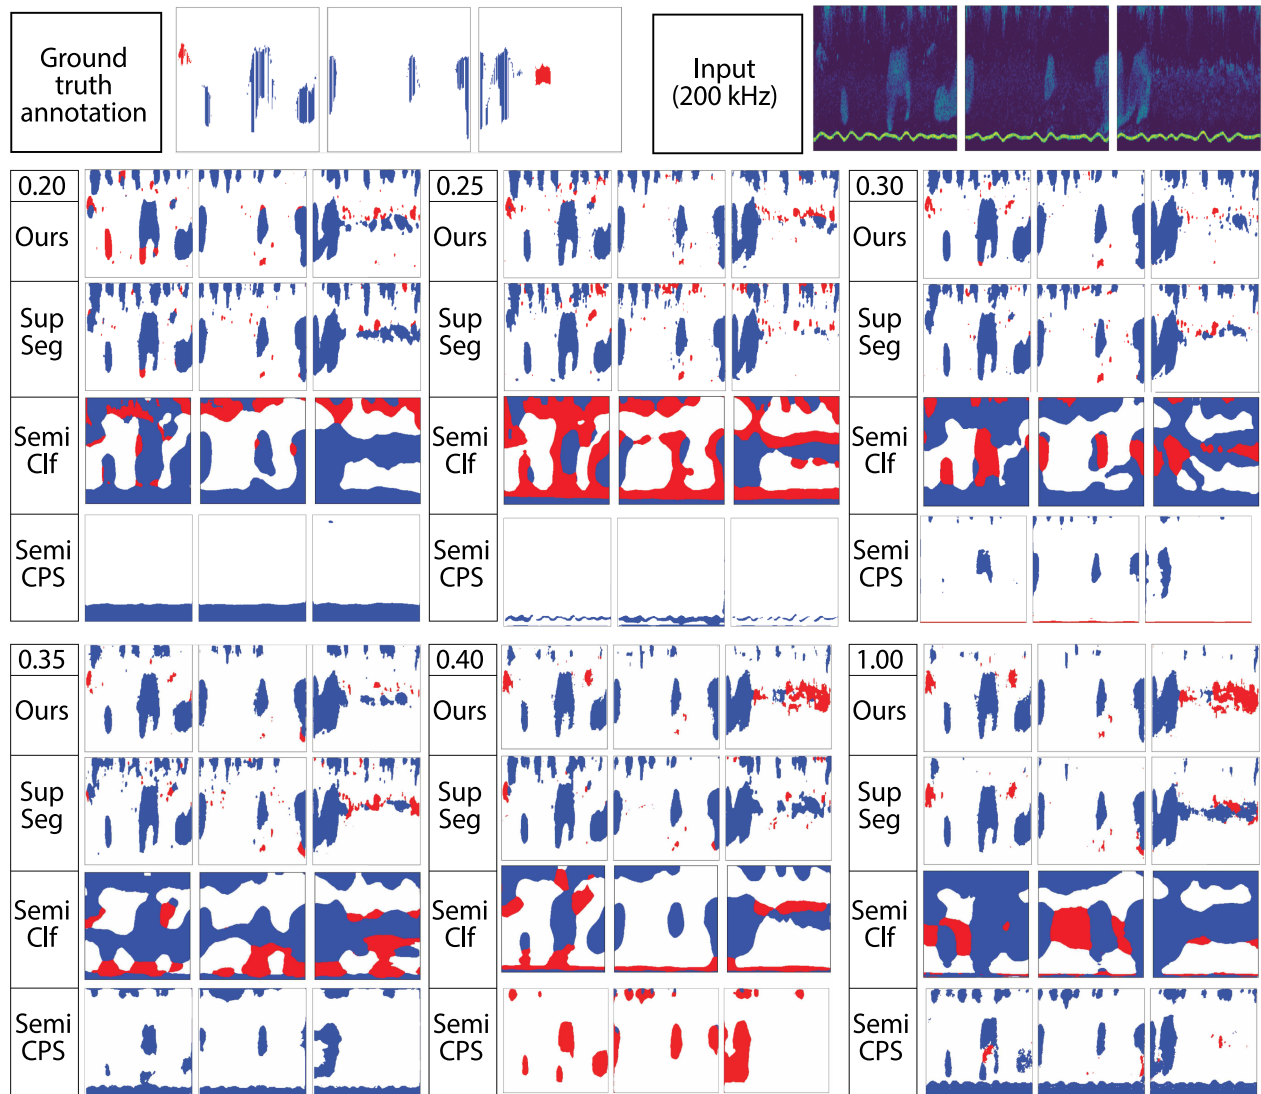 Ground
truth
annotation
Input
(200 kHz)
0.20
Ours
Sup
Seg
Semi
Clf
Semi
CPS
0.25
Ours
Sup
Seg
Semi
Clf
Semi
CPS
0.30
Ours
Sup
Seg
Semi
Clf
Semi
CPS
0.35
Ours
Sup
Seg
Semi
Clf
Semi
CPS
0.40
Ours
Sup
Seg
Semi
Clf
Semi
CPS
1.00
Ours
Sup
Seg
Semi
Clf
Semi
CPS